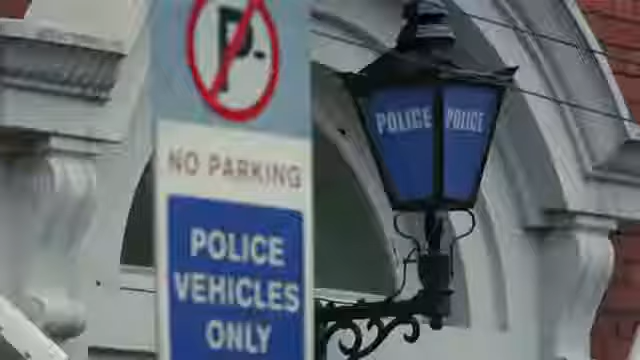 P
NO PARKING
POLICE
VEHICLES
ONLY
POLICE POLICE